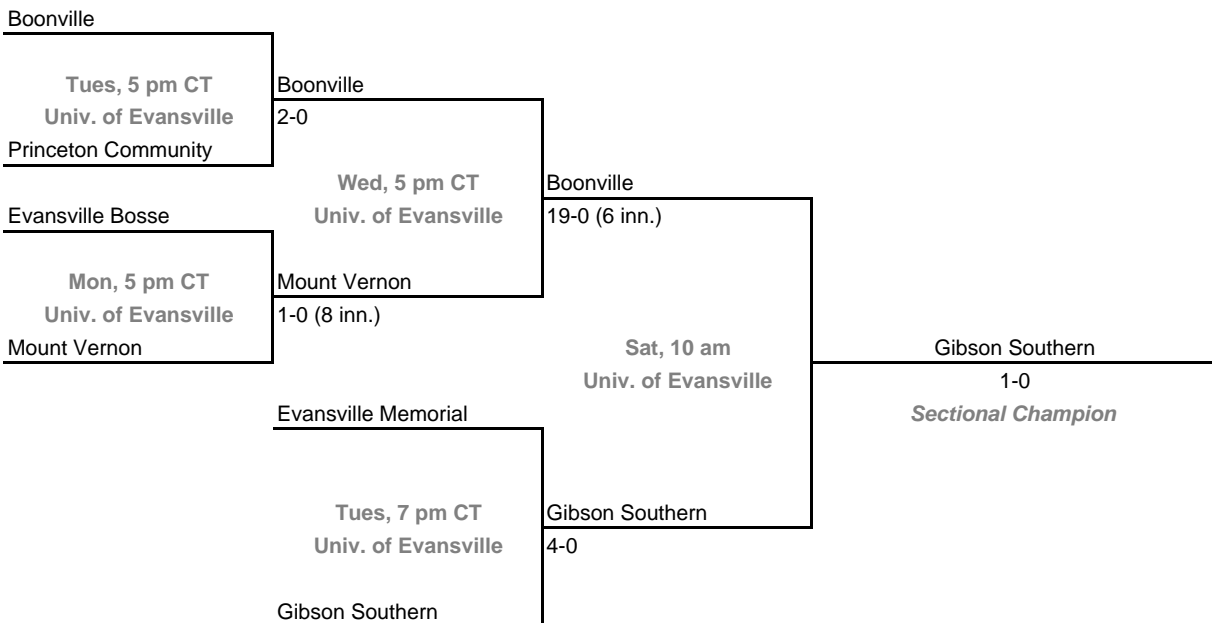 Boonville
Tues, 5 pm CT
Univ. of Evansville
Princeton Community
Boonville
2-0
Evansville Bosse
Mon, 5 pm CT
Univ. of Evansville
Mount Vernon
Mount Vernon
1-0 (8 inn.)
Wed, 5 pm CT
Univ. of Evansville
Boonville
19-0 (6 inn.)
Evansville Memorial
Tues, 7 pm CT
Univ. of Evansville
Gibson Southern
Gibson Southern
4-0
Sat, 10 am
Univ. of Evansville
Gibson Southern
1-0
Sectional Champion